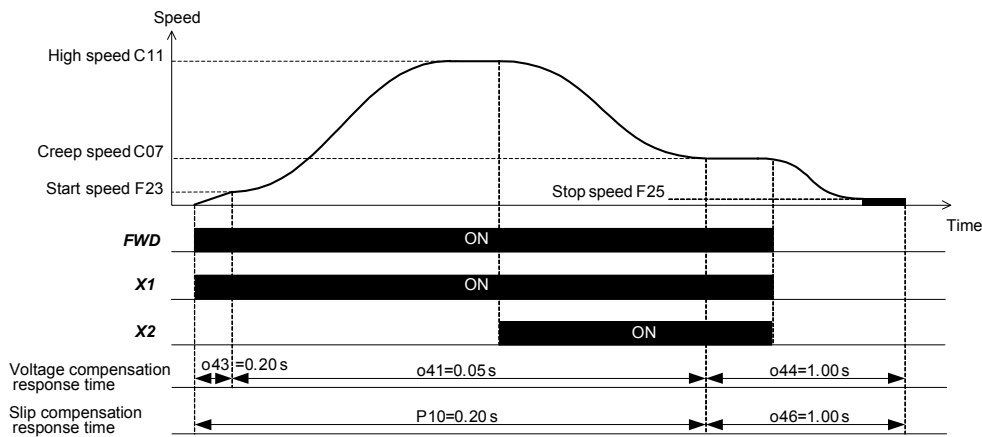 Speed
High speed C11
Creep speed C07
Start speed F23
Stop speed F25
Time
FWD
ON
X1
ON
X2
ON
Voltage compensation
response time
o43 =0.20 s
o41=0.05 s
o44=1.00 s
Slip compensation
response time
P10=0.20 s
o46=1.00 s